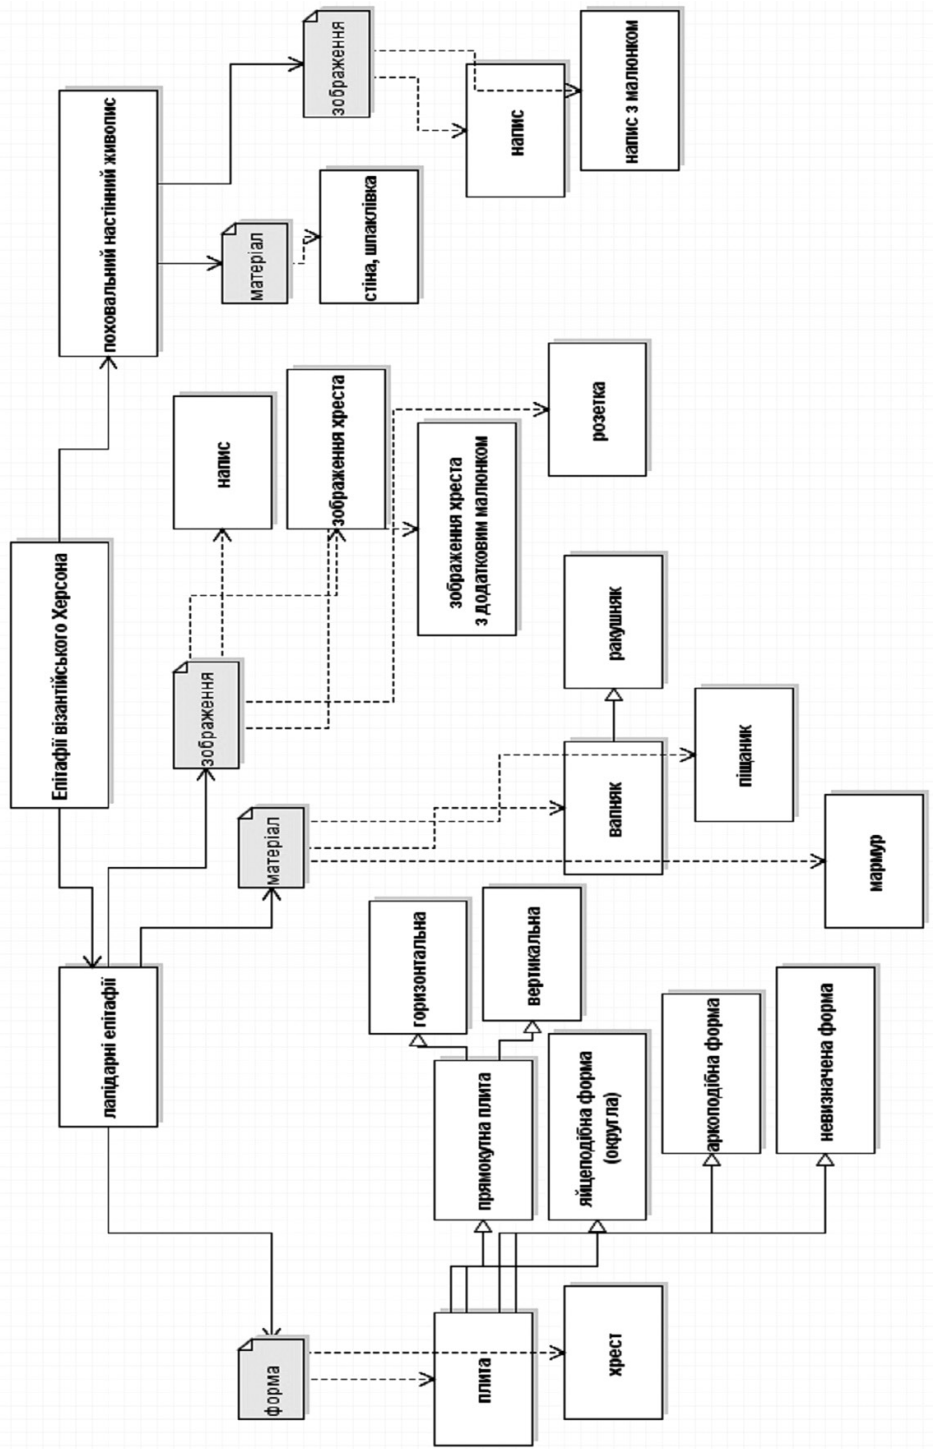 Епітафії візантійського Херсона
лапідарні епітафії
поховальний настінний живопис
форма
матеріал
зображення
матеріал
зображення
плита
хрест
прямокутна плита
горизонтальна
вертикальна
яйцеподібна форма
(округла)
аркоподібна форма
невизначена форма
вапняк
ракушняк
піщаник
мармур
напис
зображення хреста
зображення хреста
з додатковим малюнком
розетка
стіна, шпаклівка
напис
напис з малюнком